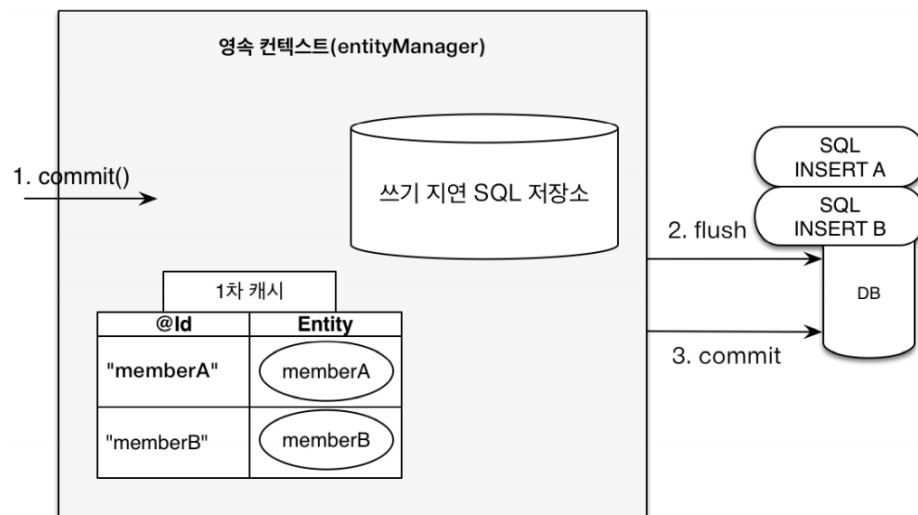 영속 컨텍스트(entityManager)
1. commit()
쓰기 지연 SQL 저장소
SQL
INSERT A
SQL
INSERT B
2. flush
DB
3. commit
1차 캐시
@Id
Entity
"memberA"
memberA
"memberB"
memberB